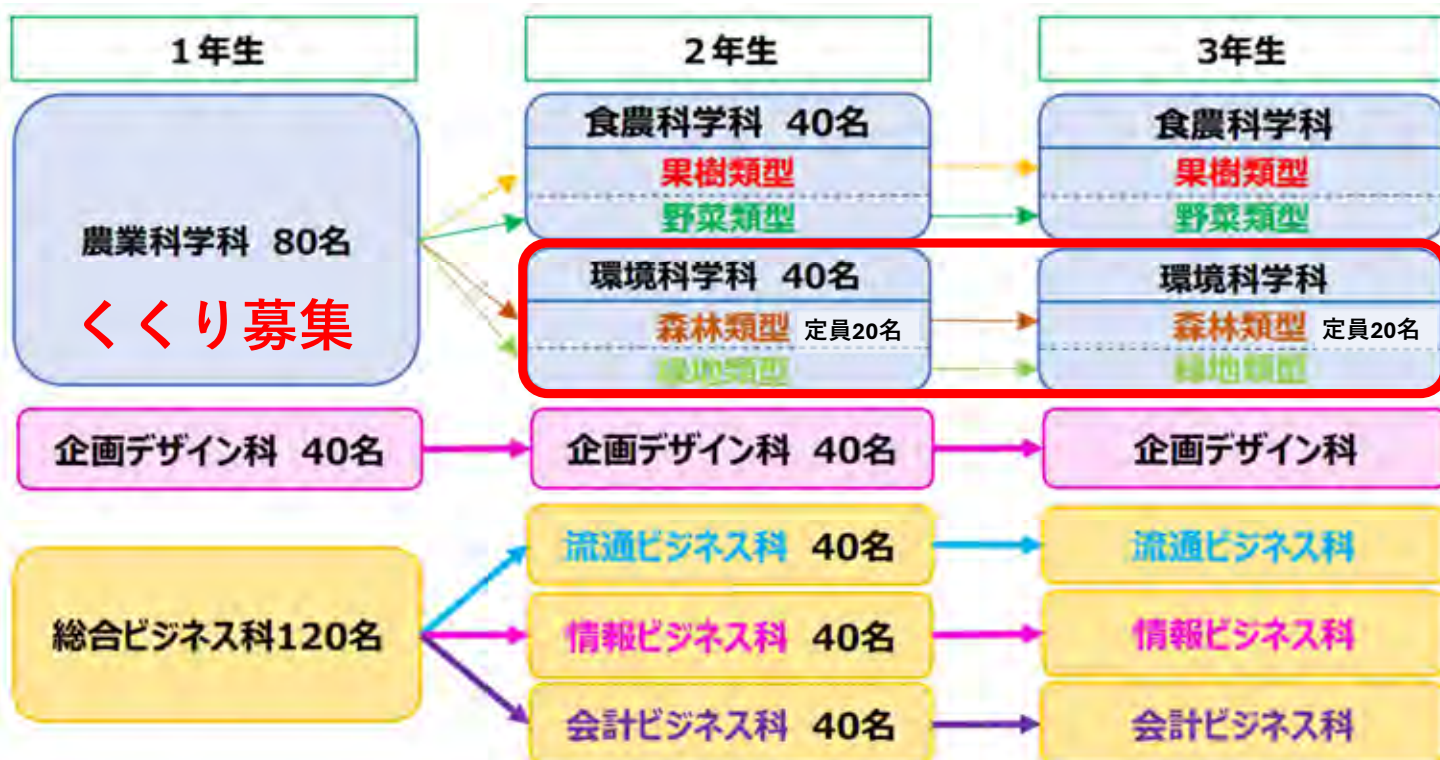 1年生
2年生
3年生
農業科学科 80名
くくり募集
食農科学科 40名
果樹類型
野菜類型
食農科学科
果樹類型
野菜類型
環境科学科 40名
森林類型 定員20名
緑地類型
環境科学科
森林類型 定員20名
緑地類型
企画デザイン科 40名
企画デザイン科 40名
企画デザイン科
総合ビジネス科120名
流通ビジネス科 40名
流通ビジネス科
情報ビジネス科 40名
情報ビジネス科
会計ビジネス科 40名
会計ビジネス科